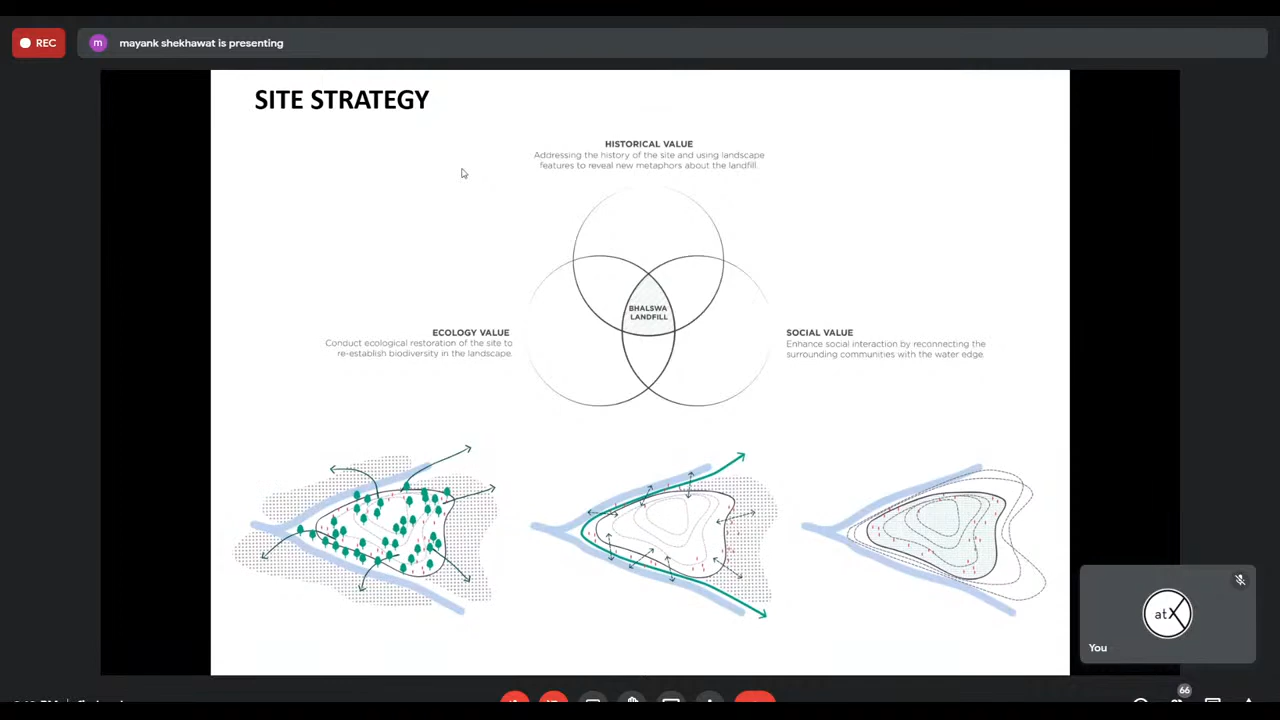 REC
m
mayank shekhawat is presenting
SITE STRATEGY
HISTORICAL VALUE
Addressing the history of the site and using landscape
features to reveal new metaphors about the landfill.
BHALSWA
LANDFILL
ECOLOGY VALUE
Conduct ecological restoration of the site to
re-establish biodiversity in the landscape.
SOCIAL VALUE
Enhance social interaction by reconnecting the
surrounding communities with the water edge.
atX
You
66